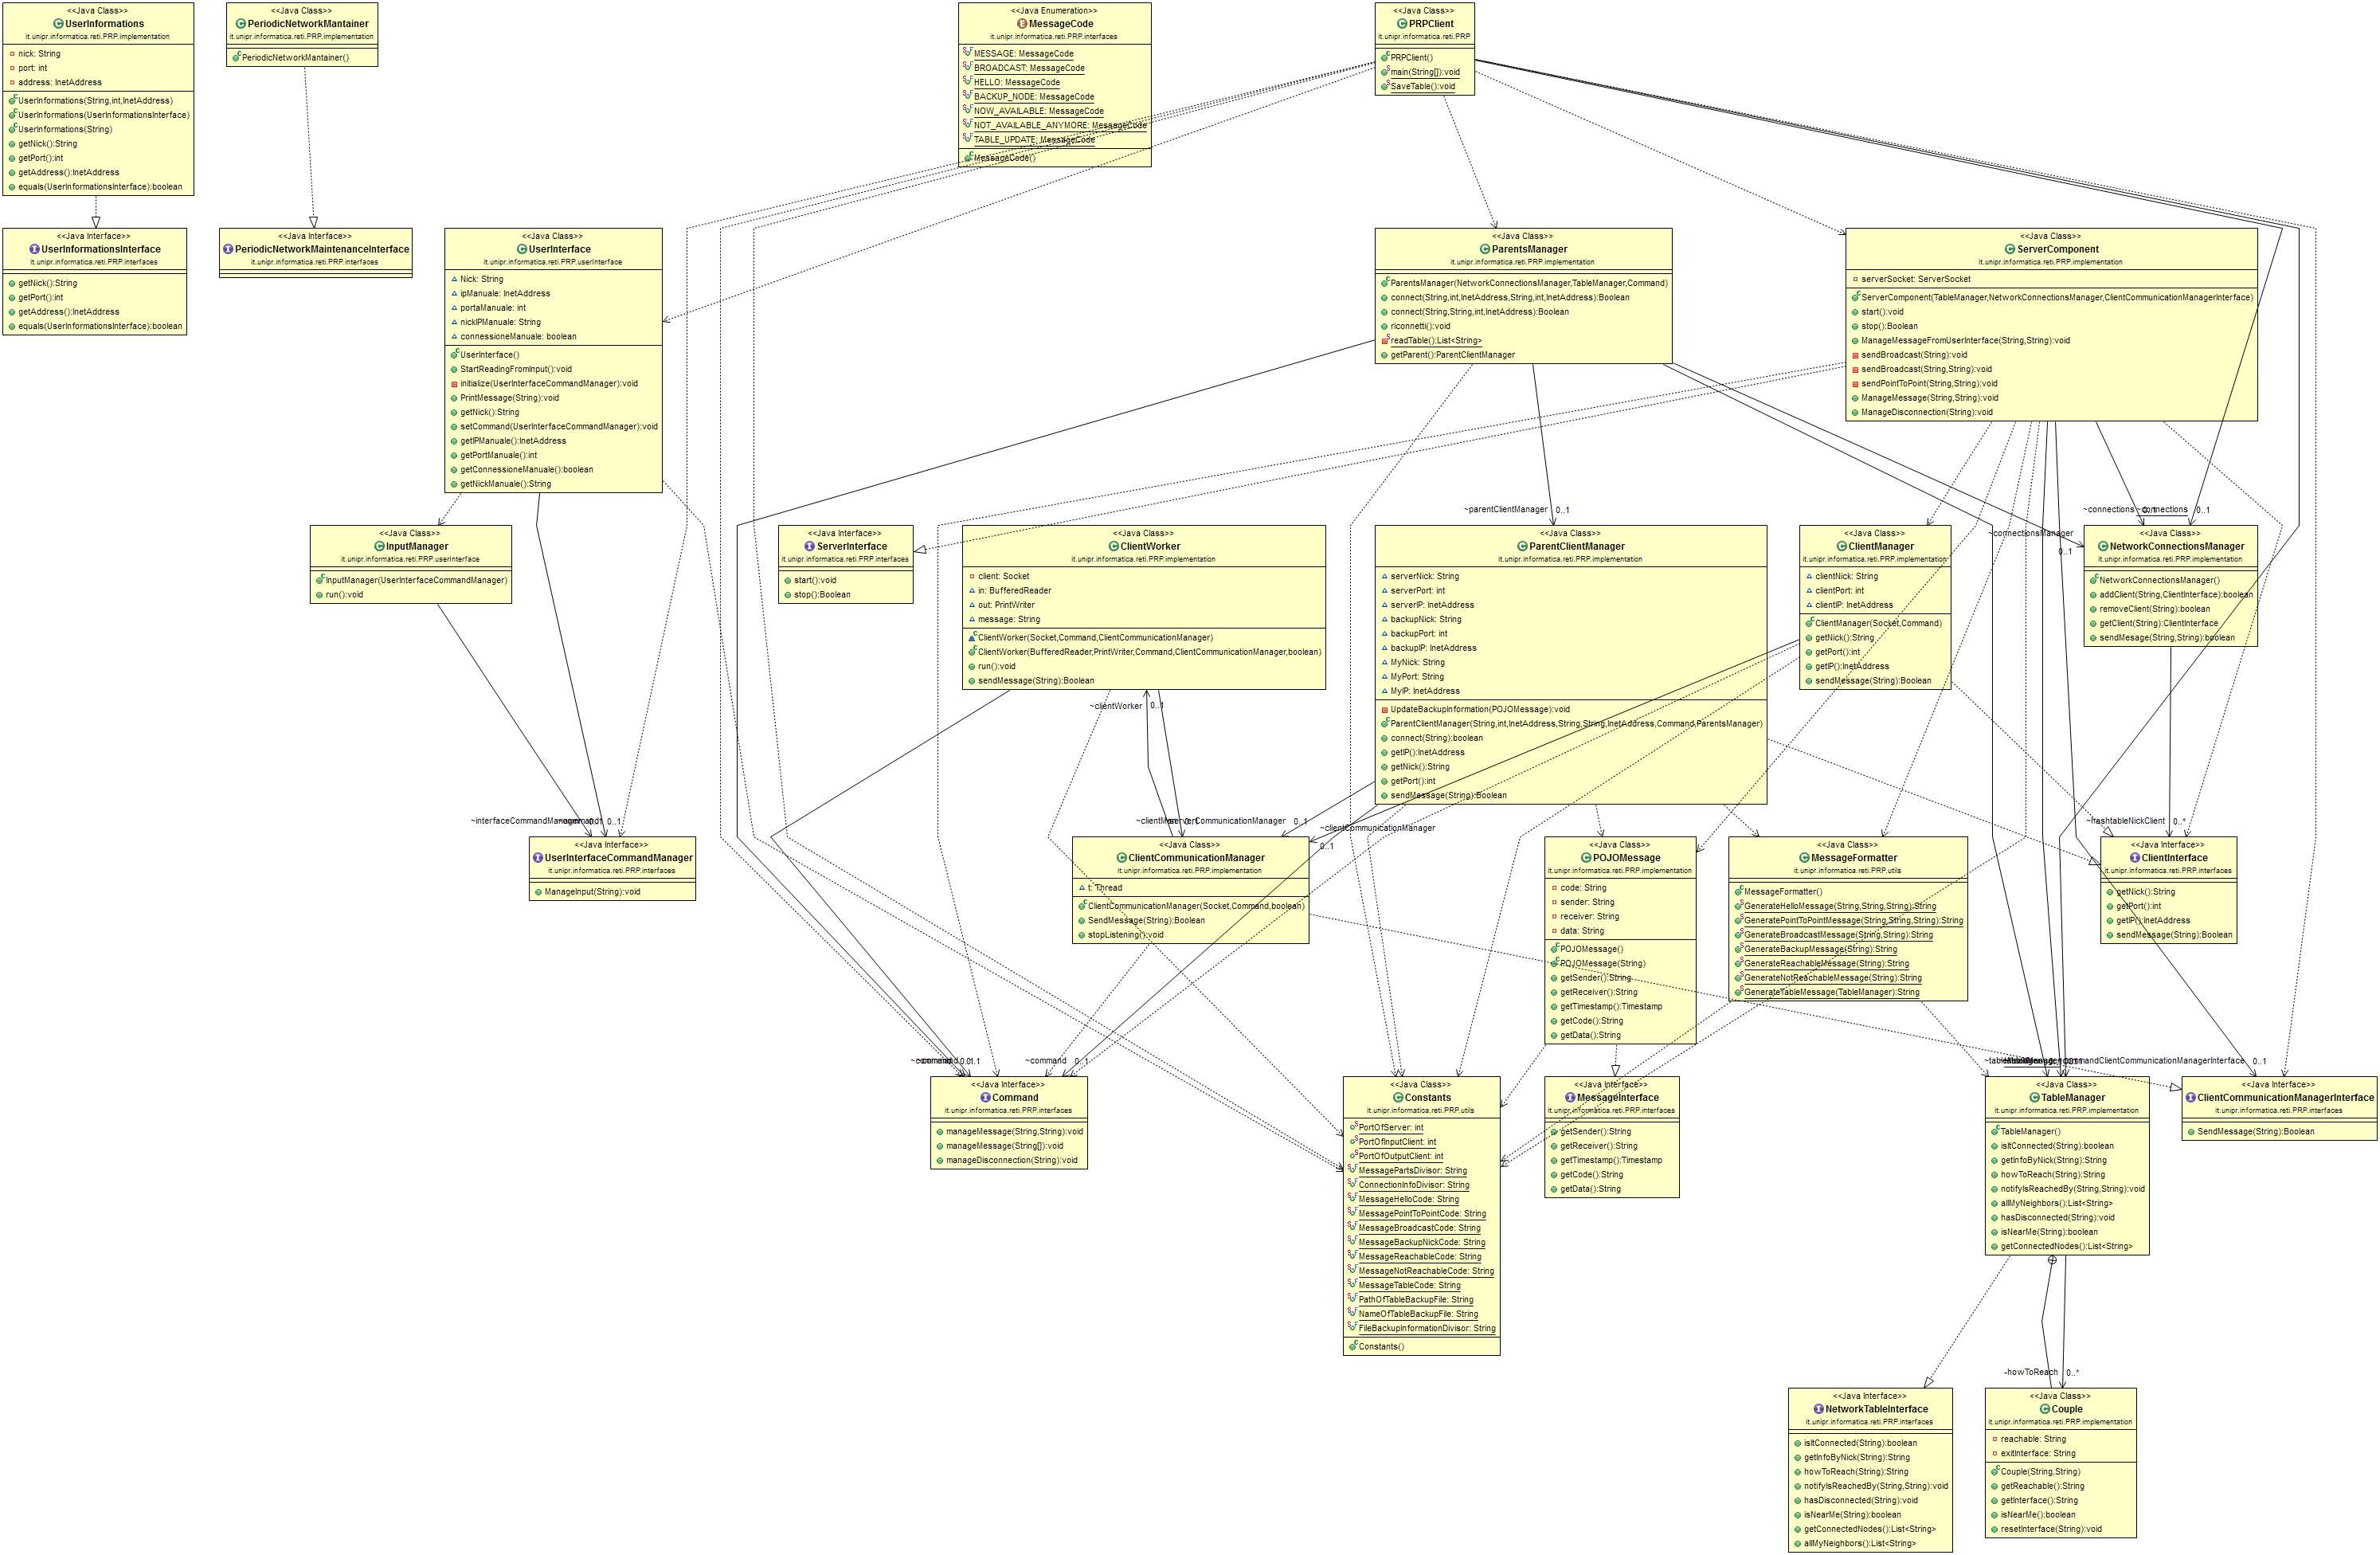 <<Java Class>>
UserInformations
it.unipr.informatica.reti.PRP.implementation
nick: String
port: int
address: InetAddress
UserInformations(String,int,InetAddress)
UserInformations(UserInformationsInterface)
UserInformations(String)
getNick():String
getPort():int
getAddress():InetAddress
equals(UserInformationsInterface):boolean
<<Java Class>>
PeriodicNetworkMantainer
it.unipr.informatica.reti.PRP.implementation
PeriodicNetworkMantainer()
<<Java Enumeration>>
MessageCode
it.unipr.informatica.reti.PRP.interfaces
MESSAGE: MessageCode
BROADCAST: MessageCode
HELLO: MessageCode
BACKUP_NODE: MessageCode
NOW_AVAILABLE: MessageCode
NOT_AVAILABLE_ANYMORE: MessageCode
TABLE_UPDATE: MessageCode
MessageCode()
<<Java Class>>
PRPClient
it.unipr.informatica.reti.PRP
PRPClient()
main(String[]):void
SaveTable():void
<<Java Interface>>
UserInformationsInterface
it.unipr.informatica.reti.PRP.interfaces
getNick():String
getPort():int
getAddress():InetAddress
equals(UserInformationsInterface):boolean
<<Java Interface>>
PeriodicNetworkMaintenanceInterface
it.unipr.informatica.reti.PRP.interfaces
<<Java Class>>
UserInterface
it.unipr.informatica.reti.PRP.userInterface
Nick: String
ipManuale: InetAddress
portaManuale: int
nickIPManuale: String
connessioneManuale: boolean
UserInterface()
StartReadingFromInput():void
initialize(UserInterfaceCommandManager):void
PrintMessage(String):void
getNick():String
setCommand(UserInterfaceCommandManager):void
getIPManuale():InetAddress
getPortManuale():int
getConnessioneManuale():boolean
getNickManuale():String
<<Java Class>>
ParentsManager
it.unipr.informatica.reti.PRP.implementation
ParentsManager(NetworkConnectionsManager,TableManager,Command)
connect(String,int,InetAddress,String,int,InetAddress):Boolean
connect(String,String,int,InetAddress):Boolean
riconnetti():void
readTable():List<String>
getParent():ParentClientManager
<<Java Class>>
ServerComponent
it.unipr.informatica.reti.PRP.implementation
serverSocket: ServerSocket
ServerComponent(TableManager,NetworkConnectionsManager,ClientCommunicationManagerInterface)
start():void
stop():Boolean
ManageMessageFromUserInterface(String,String):void
sendBroadcast(String):void
sendBroadcast(String,String):void
sendPointToPoint(String,String):void
ManageMessage(String,String):void
ManageDisconnection(String):void
~parentClientManager 0..1
~connections 0..1
~connections 0..1
~connectionsManager
0..1
<<Java Class>>
InputManager
it.unipr.informatica.reti.PRP.userInterface
InputManager(UserInterfaceCommandManager)
run():void
<<Java Interface>>
ServerInterface
it.unipr.informatica.reti.PRP.interfaces
start():void
stop():Boolean
<<Java Class>>
ClientWorker
it.unipr.informatica.reti.PRP.implementation
client: Socket
in: BufferedReader
out: PrintWriter
message: String
ClientWorker(Socket,Command,ClientCommunicationManager)
ClientWorker(BufferedReader,PrintWriter,Command,ClientCommunicationManager,boolean)
run():void
sendMessage(String):Boolean
~clientWorker 0..1
<<Java Class>>
ParentClientManager
it.unipr.informatica.reti.PRP.implementation
serverNick: String
serverPort: int
serverIP: InetAddress
backupNick: String
backupPort: int
backupIP: InetAddress
MyNick: String
MyPort: String
MyIP: InetAddress
UpdateBackupInformation(POJOMessage):void
ParentClientManager(String,int,InetAddress,String,String,InetAddress,Command,ParentsManager)
connect(String):boolean
getIP():InetAddress
getNick():String
getPort():int
sendMessage(String):Boolean
<<Java Class>>
ClientManager
it.unipr.informatica.reti.PRP.implementation
clientNick: String
clientPort: int
clientIP: InetAddress
ClientManager(Socket,Command)
getNick():String
getPort():int
getIP():InetAddress
sendMessage(String):Boolean
<<Java Class>>
NetworkConnectionsManager
it.unipr.informatica.reti.PRP.implementation
NetworkConnectionsManager()
addClient(String,ClientInterface):boolean
removeClient(String):boolean
getClient(String):ClientInterface
sendMesage(String,String):boolean
~interfaceCommandManager 0..1
0..1
0..1
~clientCommunicationManager
0..1
~hashtableNickClient 0..*
<<Java Interface>>
UserInterfaceCommandManager
it.unipr.informatica.reti.PRP.interfaces
ManageInput(String):void
<<Java Class>>
ClientCommunicationManager
it.unipr.informatica.reti.PRP.implementation
t: Thread
ClientCommunicationManager(Socket,Command,boolean)
SendMessage(String):Boolean
stopListening():void
<<Java Class>>
POJOMessage
it.unipr.informatica.reti.PRP.implementation
code: String
sender: String
receiver: String
data: String
POJOMessage()
POJOMessage(String)
getSender():String
getReceiver():String
getTimestamp():Timestamp
getCode():String
getData():String
<<Java Class>>
MessageFormatter
it.unipr.informatica.reti.PRP.utils
MessageFormatter()
GenerateHelloMessage(String,String,String):String
GeneratePointToPointMessage(String,String,String):String
GenerateBroadcastMessage(String,String):String
GenerateBackupMessage(String):String
GenerateReachableMessage(String):String
GenerateNotReachableMessage(String):String
GenerateTableMessage(TableManager):String
<<Java Interface>>
ClientInterface
it.unipr.informatica.reti.PRP.interfaces
getNick():String
getPort():int
getIP():InetAddress
sendMessage(String):Boolean
~command
~command 0..1
0..1
<<Java Interface>>
Command
it.unipr.informatica.reti.PRP.interfaces
manageMessage(String,String):void
manageMessage(String[]):void
manageDisconnection(String):void
<<Java Class>>
Constants
it.unipr.informatica.reti.PRP.utils
PortOfServer: int
PortOfInputClient: int
PortOfOutputClient: int
MessagePartsDivisor: String
ConnectionInfoDivisor: String
MessageHelloCode: String
MessagePointToPointCode: String
MessageBroadcastCode: String
MessageBackupNickCode: String
MessageReachableCode: String
MessageNotReachableCode: String
MessageTableCode: String
PathOfTableBackupFile: String
NameOfTableBackupFile: String
FileBackupInformationDivisor: String
Constants()
<<Java Interface>>
MessageInterface
it.unipr.informatica.reti.PRP.interfaces
getSender():String
getReceiver():String
getTimestamp():Timestamp
getCode():String
getData():String
<<Java Class>>
TableManager
it.unipr.informatica.reti.PRP.implementation
TableManager()
isItConnected(String):boolean
getInfoByNick(String):String
howToReach(String):String
notifyIsReachedBy(String,String):void
allMyNeighbors():List<String>
hasDisconnected(String):void
isNearMe(String):boolean
getConnectedNodes():List<String>
<<Java Interface>>
ClientCommunicationManagerInterface
it.unipr.informatica.reti.PRP.interfaces
SendMessage(String):Boolean
-howToReach 0..*
<<Java Interface>>
NetworkTableInterface
it.unipr.informatica.reti.PRP.interfaces
isItConnected(String):boolean
getInfoByNick(String):String
howToReach(String):String
notifyIsReachedBy(String,String):void
hasDisconnected(String):void
isNearMe(String):boolean
getConnectedNodes():List<String>
allMyNeighbors():List<String>
<<Java Class>>
Couple
it.unipr.informatica.reti.PRP.implementation
reachable: String
exitInterface: String
Couple(String,String)
getReachable():String
getInterface():String
isNearMe():boolean
resetInterface(String):void